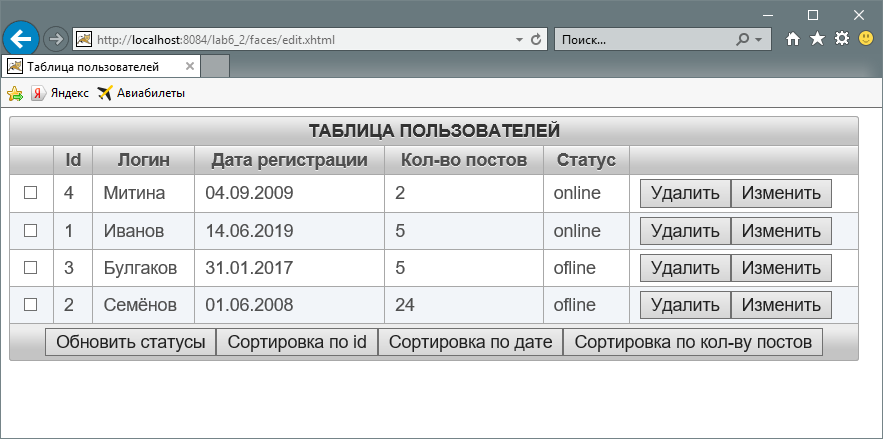 http://localhost:8084/lab6_2/faces/edit.xhtml Поиск...
Таблица пользователей
Яндекс Авиабилеты
ТАБЛИЦА ПОЛЬЗОВАТЕЛЕЙ
Id Логин Дата регистрации Кол-во постов Статус
4 Митина 04.09.2009 2 online Удалить Изменить
1 Иванов 14.06.2019 5 online Удалить Изменить
3 Булгаков 31.01.2017 5 ofline Удалить Изменить
2 Семёнов 01.06.2008 24 ofline Удалить Изменить
Обновить статусы Сортировка по id Сортировка по дате Сортировка по кол-ву постов